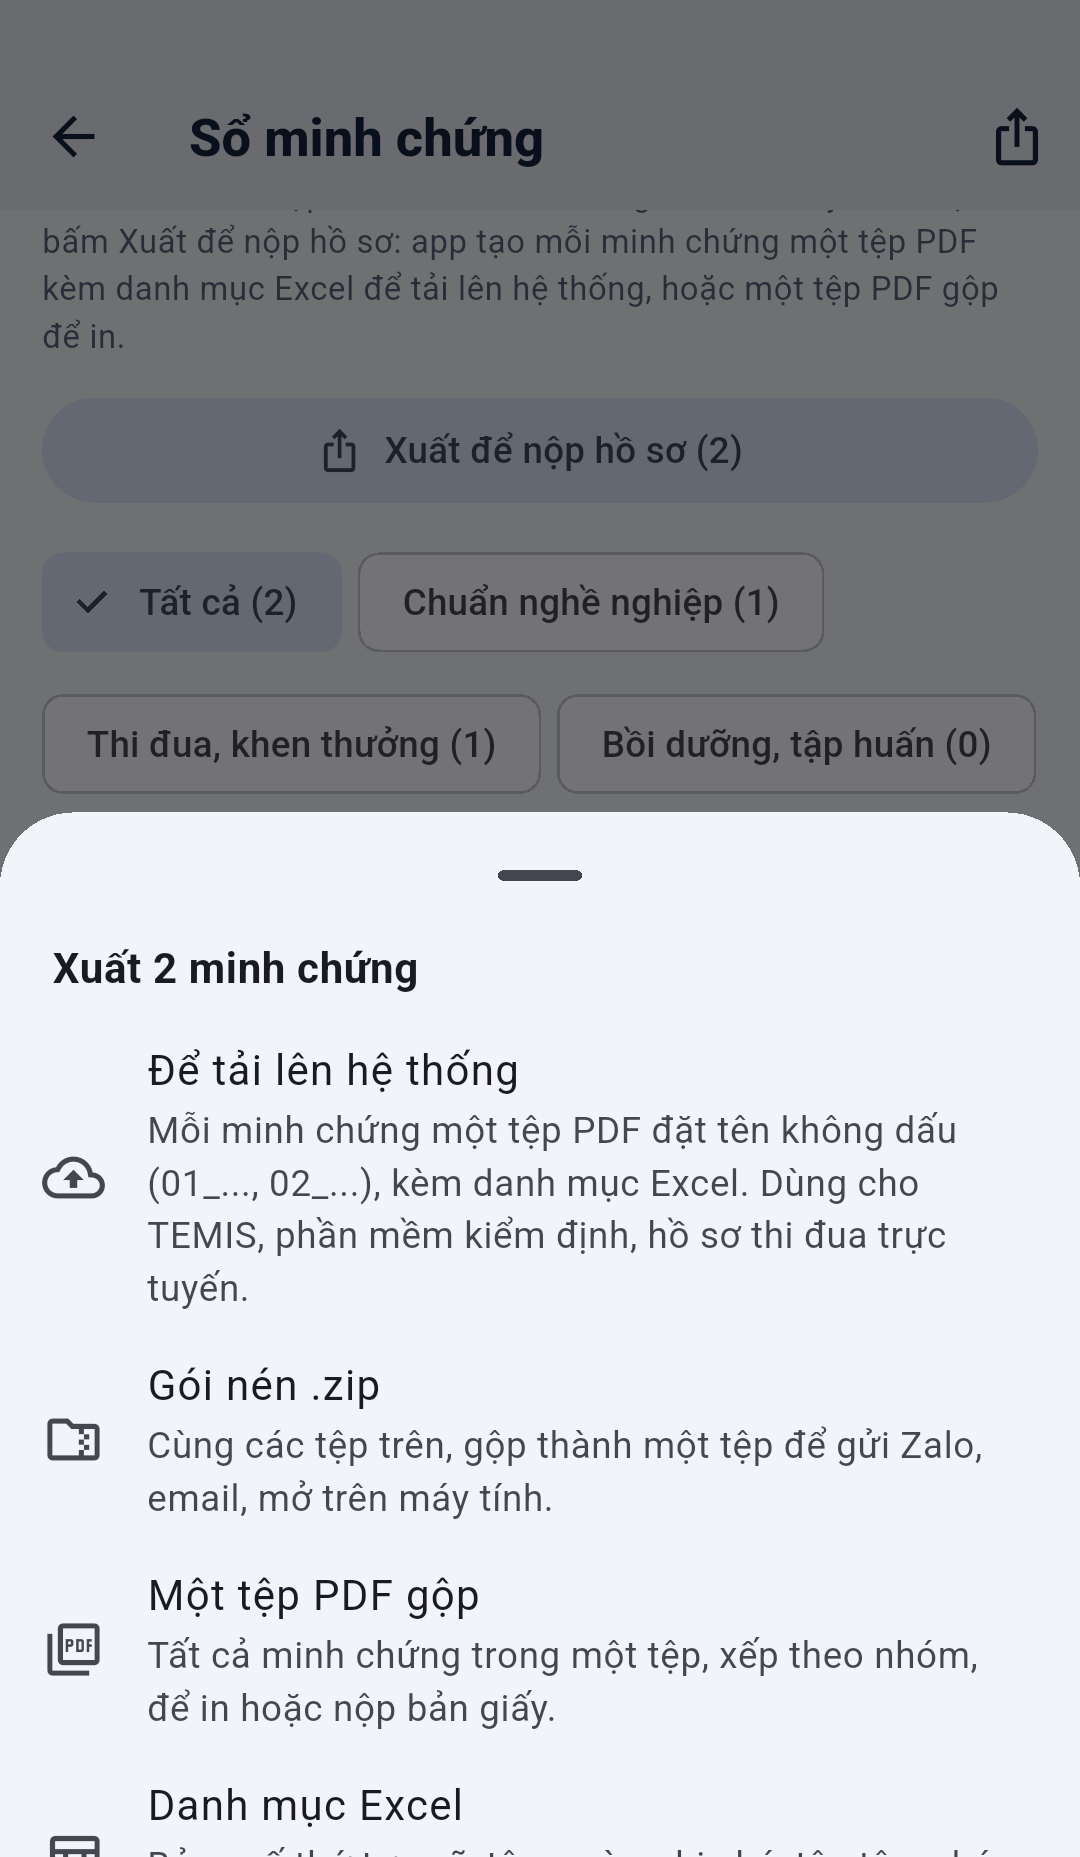 Sổ minh chứng
bấm Xuất để nộp hồ sơ: app tạo mỗi minh chứng một tệp PDF
kèm danh mục Excel để tải lên hệ thống, hoặc một tệp PDF gộp
để in.
Xuất để nộp hồ sơ (2)
Tất cả (2)
Chuẩn nghề nghiệp (1)
Thi đua, khen thưởng (1)
Bồi dưỡng, tập huấn (0)
Xuất 2 minh chứng
Để tải lên hệ thống
Mỗi minh chứng một tệp PDF đặt tên không dấu
(01_..., 02_...), kèm danh mục Excel. Dùng cho
TEMIS, phần mềm kiểm định, hồ sơ thi đua trực
tuyến.
Gói nén .zip
Cùng các tệp trên, gộp thành một tệp để gửi Zalo,
email, mở trên máy tính.
PDF
Một tệp PDF gộp
Tất cả minh chứng trong một tệp, xếp theo nhóm,
để in hoặc nộp bản giấy.
Danh mục Excel